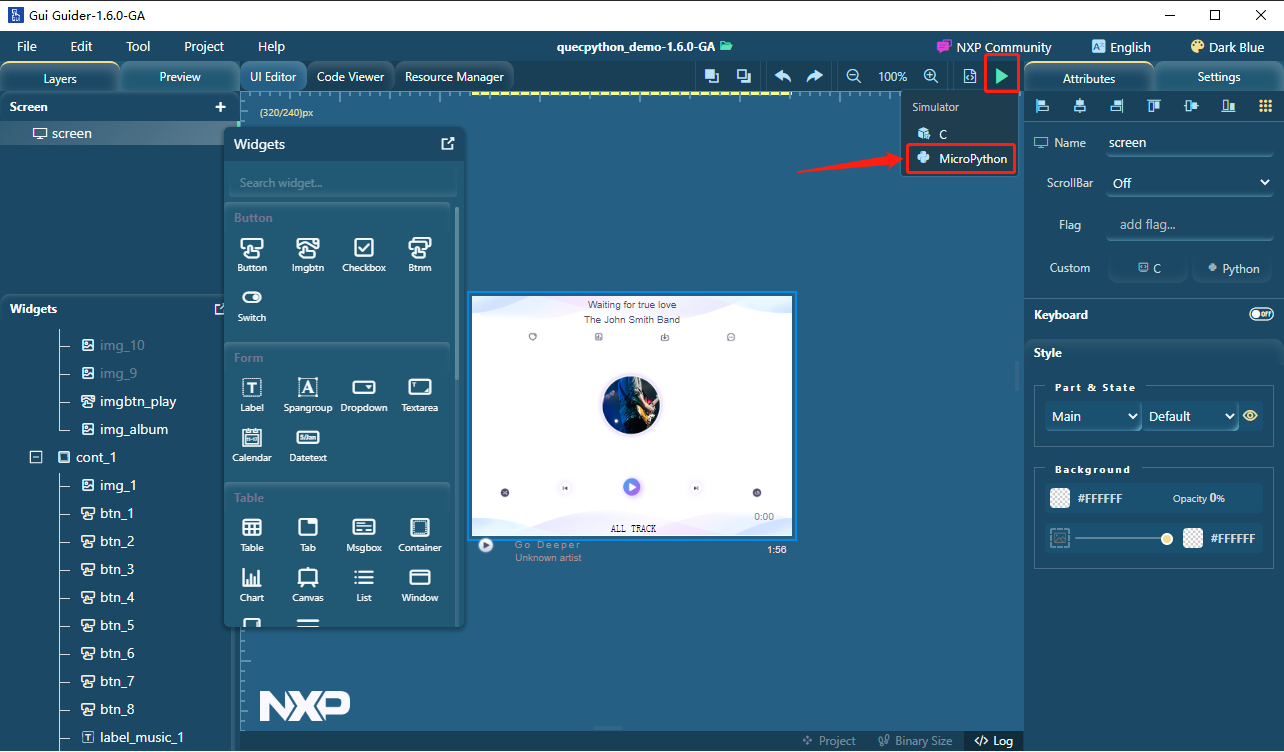 Gui Guider-1.6.0-GA
File Edit Tool Project Help quecpython_demo-1.6.0-GA NXP Community English Dark Blue
Layers Preview UI Editor Code Viewer Resource Manager 100% Attributes Settings
Screen +
screen
(320/240)px
Widgets
Search widget...
Button
Button Imgbtn Checkbox Btnm
Switch
Form
Label Spangroup Dropdown Textarea
Calendar Datetext
Table
Table Tab Msgbox Container
Chart Canvas List Window
Simulator
C
MicroPython
Name screen
ScrollBar Off
Flag add flag...
Custom C Python
Keyboard OFF
Style
Part & State
Main Default
Background
#FFFFFF Opacity 0%
#FFFFFF
Widgets
img_10
img_9
imgbtn_play
img_album
cont_1
img_1
btn_1
btn_2
btn_3
btn_4
btn_5
btn_6
btn_7
btn_8
label_music_1
Waiting for true love
The John Smith Band
0:00
ALL TRACK
Go Deeper
Unknown artist
1:56
NXP
Project Binary Size </> Log